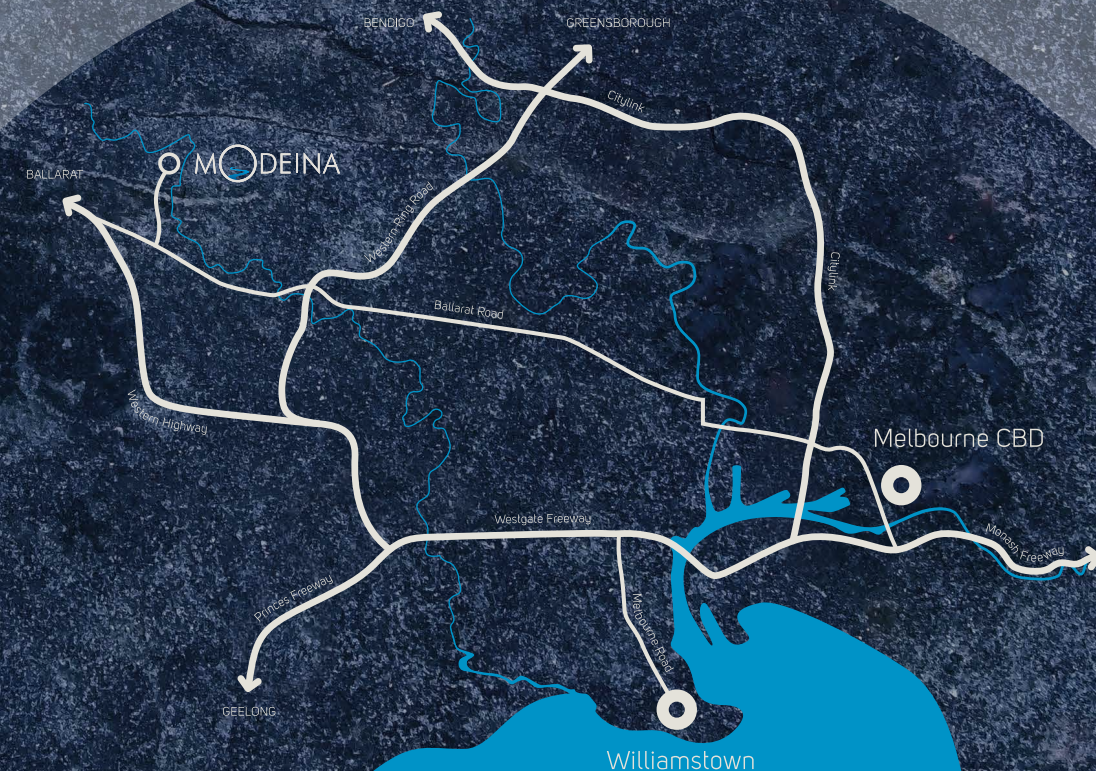 BENDIGO
GREENSBOROUGH
Citylink
MODEINA
BALLARAT
Western Ring Road
Citylink
Ballarat Road
Western Highway
Melbourne CBD
Westgate Freeway
Monash Freeway
Princes Freeway
Melbourne Road
GEELONG
Williamstown